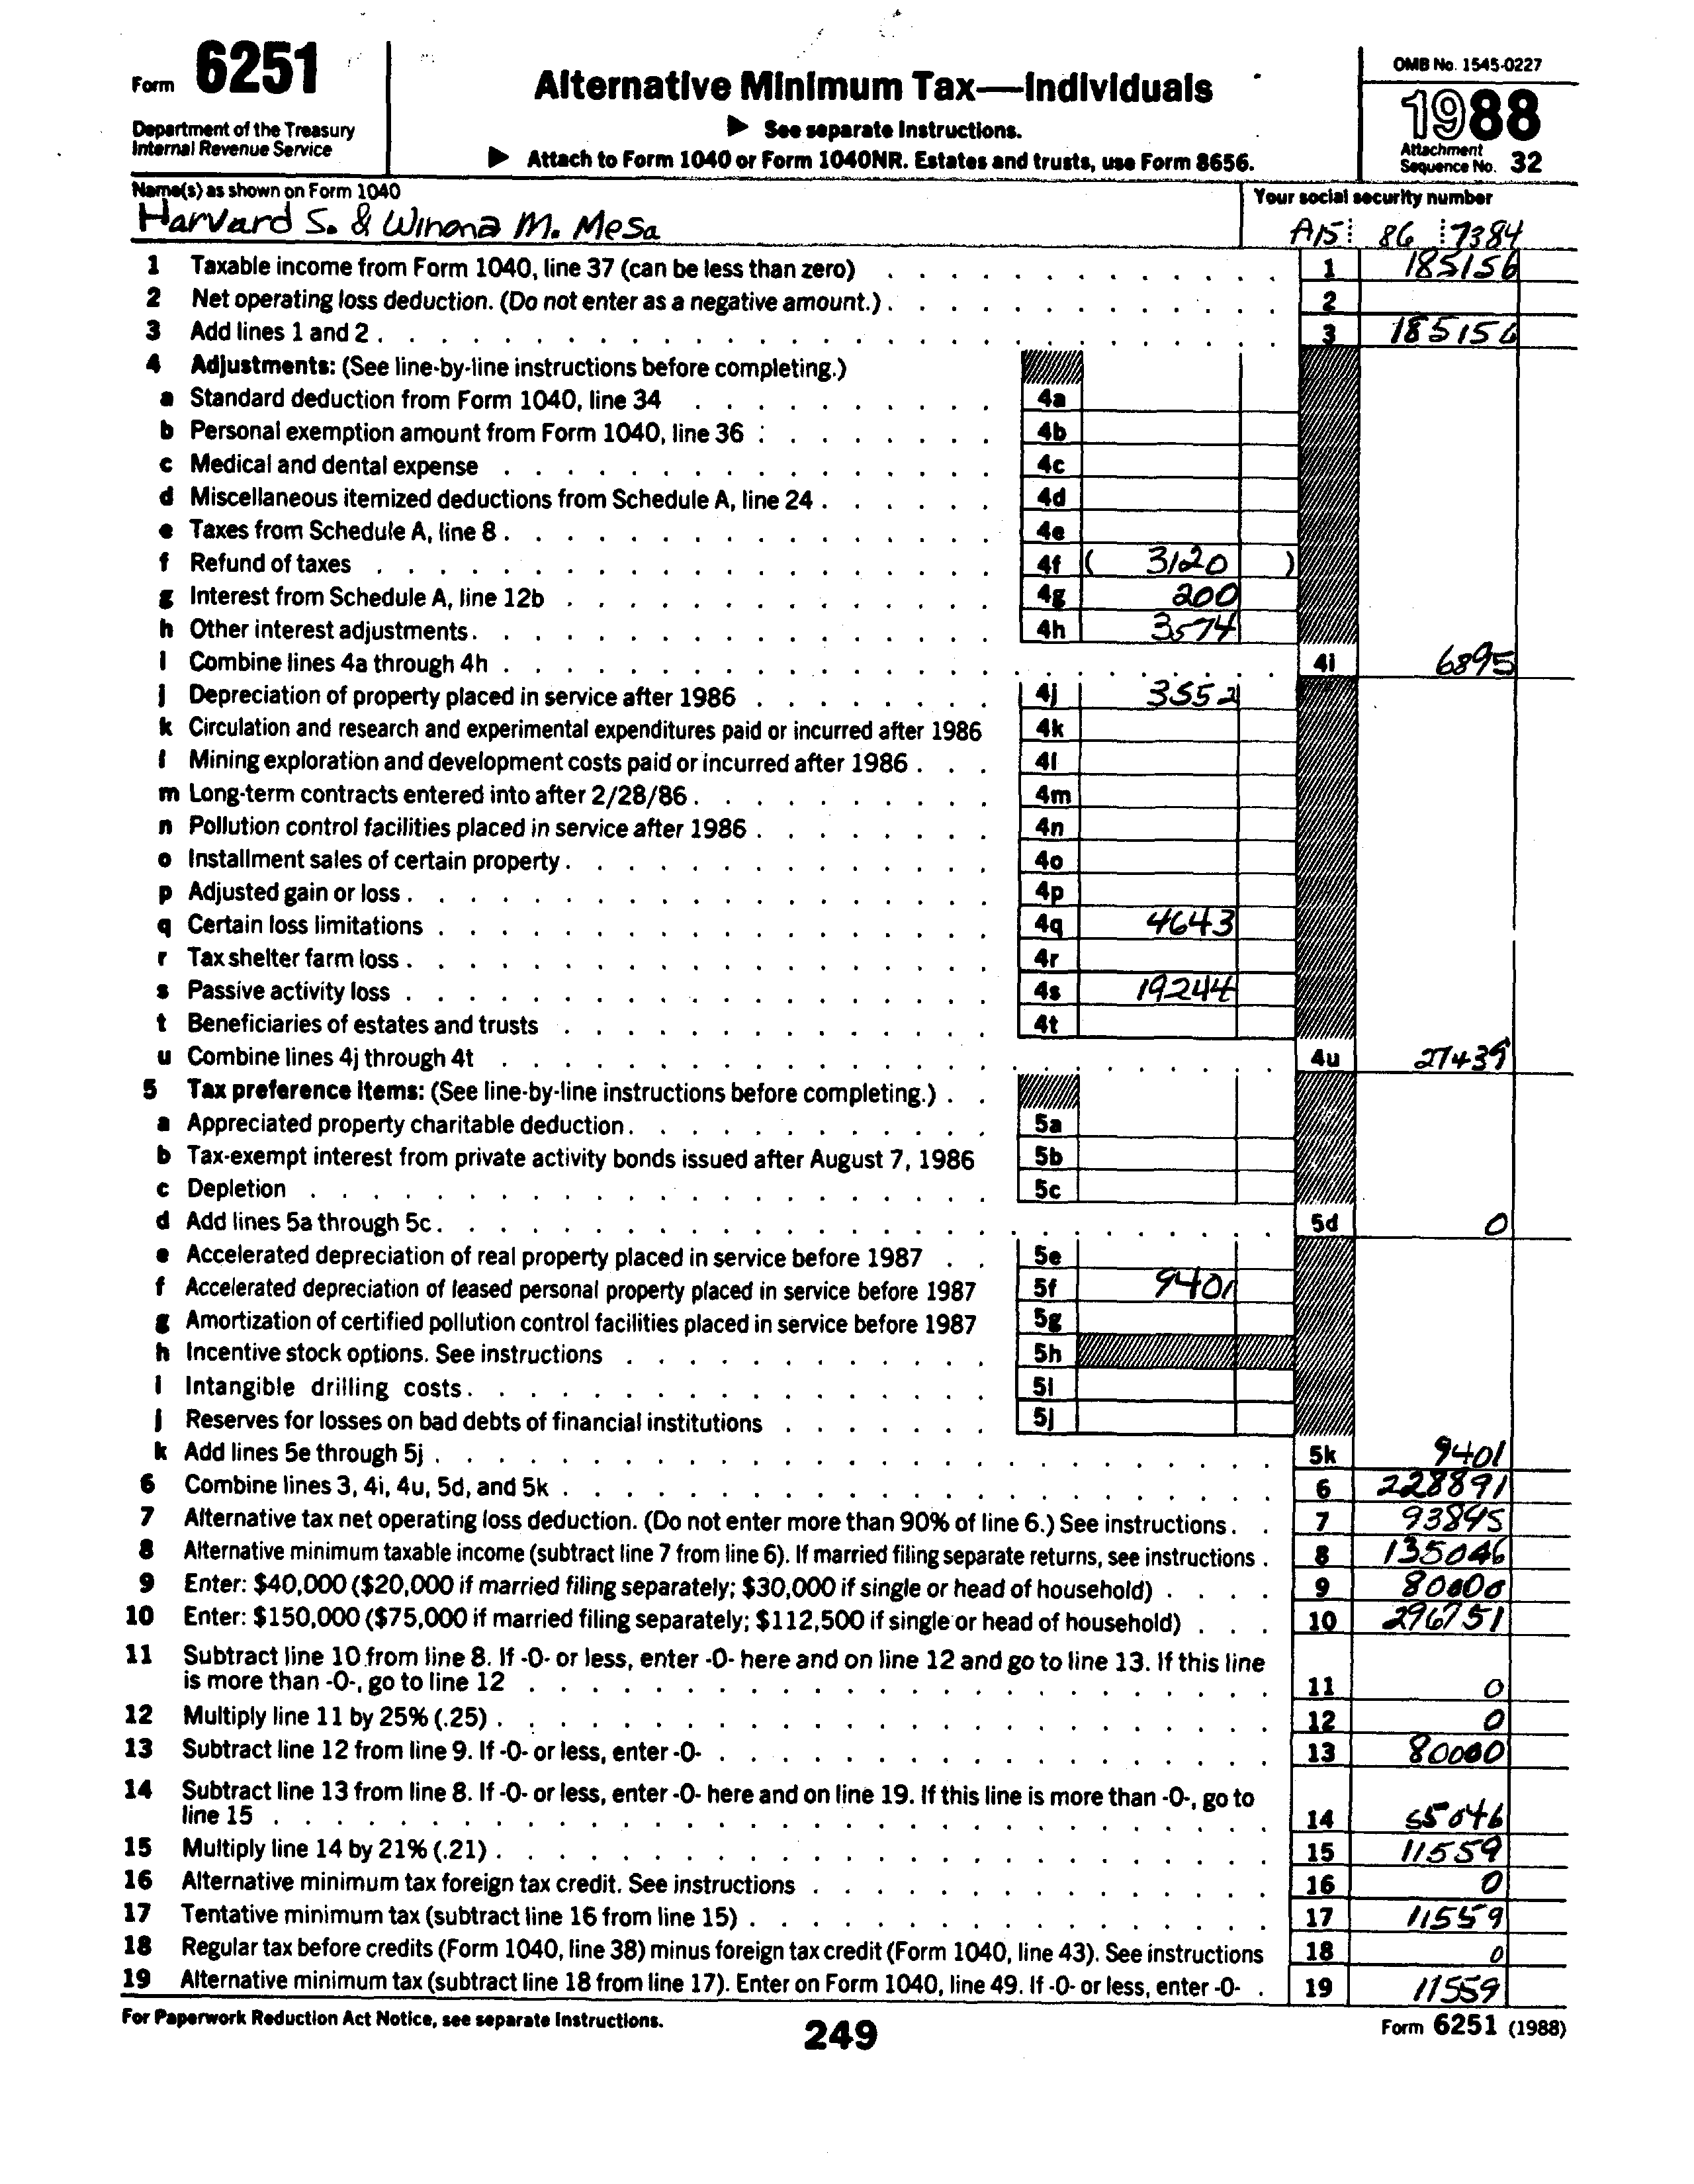 Form 6251
Department of the Treasury
Internal Revenue Service
Alternative Minimum Tax—Individuals
▶ See separate Instructions.
▶ Attach to Form 1040 or Form 1040NR. Estates and trusts, use Form 8656.
OMB No. 1545-0227
1988
Attachment
Sequence No. 32
Name(s) as shown on Form 1040
Harvard S. & Winona M. Mesa
Your social security number
A15 86 7384
1 Taxable income from Form 1040, line 37 (can be less than zero) 1 185156
2 Net operating loss deduction. (Do not enter as a negative amount.) 2
3 Add lines 1 and 2 3 185156
4 Adjustments: (See line-by-line instructions before completing.)
a Standard deduction from Form 1040, line 34 4a
b Personal exemption amount from Form 1040, line 36 4b
c Medical and dental expense 4c
d Miscellaneous itemized deductions from Schedule A, line 24 4d
e Taxes from Schedule A, line 8 4e
f Refund of taxes 4f ( 3120 )
g Interest from Schedule A, line 12b 4g 200
h Other interest adjustments 4h 3574
i Combine lines 4a through 4h 4i 6895
j Depreciation of property placed in service after 1986 4j 3552
k Circulation and research and experimental expenditures paid or incurred after 1986 4k
l Mining exploration and development costs paid or incurred after 1986 4l
m Long-term contracts entered into after 2/28/86 4m
n Pollution control facilities placed in service after 1986 4n
o Installment sales of certain property 4o
p Adjusted gain or loss 4p
q Certain loss limitations 4q 4643
r Tax shelter farm loss 4r
s Passive activity loss 4s 19244
t Beneficiaries of estates and trusts 4t
u Combine lines 4j through 4t 4u 27439
5 Tax preference items: (See line-by-line instructions before completing.)
a Appreciated property charitable deduction 5a
b Tax-exempt interest from private activity bonds issued after August 7, 1986 5b
c Depletion 5c
d Add lines 5a through 5c 5d 0
e Accelerated depreciation of real property placed in service before 1987 5e
f Accelerated depreciation of leased personal property placed in service before 1987 5f 9401
g Amortization of certified pollution control facilities placed in service before 1987 5g
h Incentive stock options. See instructions 5h
i Intangible drilling costs 5i
j Reserves for losses on bad debts of financial institutions 5j
k Add lines 5e through 5j 5k 9401
6 Combine lines 3, 4i, 4u, 5d, and 5k 6 228891
7 Alternative tax net operating loss deduction. (Do not enter more than 90% of line 6.) See instructions 7 93845
8 Alternative minimum taxable income (subtract line 7 from line 6). If married filing separate returns, see instructions 8 135046
9 Enter: $40,000 ($20,000 if married filing separately; $30,000 if single or head of household) 9 80000
10 Enter: $150,000 ($75,000 if married filing separately; $112,500 if single or head of household) 10 296751
11 Subtract line 10 from line 8. If -0- or less, enter -0- here and on line 12 and go to line 13. If this line
is more than -0-, go to line 12 11 0
12 Multiply line 11 by 25% (.25) 12 0
13 Subtract line 12 from line 9. If -0- or less, enter -0- 13 80000
14 Subtract line 13 from line 8. If -0- or less, enter -0- here and on line 19. If this line is more than -0-, go to
line 15 14 55046
15 Multiply line 14 by 21% (.21) 15 11559
16 Alternative minimum tax foreign tax credit. See instructions 16 0
17 Tentative minimum tax (subtract line 16 from line 15) 17 11559
18 Regular tax before credits (Form 1040, line 38) minus foreign tax credit (Form 1040, line 43). See instructions 18 0
19 Alternative minimum tax (subtract line 18 from line 17). Enter on Form 1040, line 49. If -0- or less, enter -0- 19 11559
For Paperwork Reduction Act Notice, see separate Instructions.
249
Form 6251 (1988)